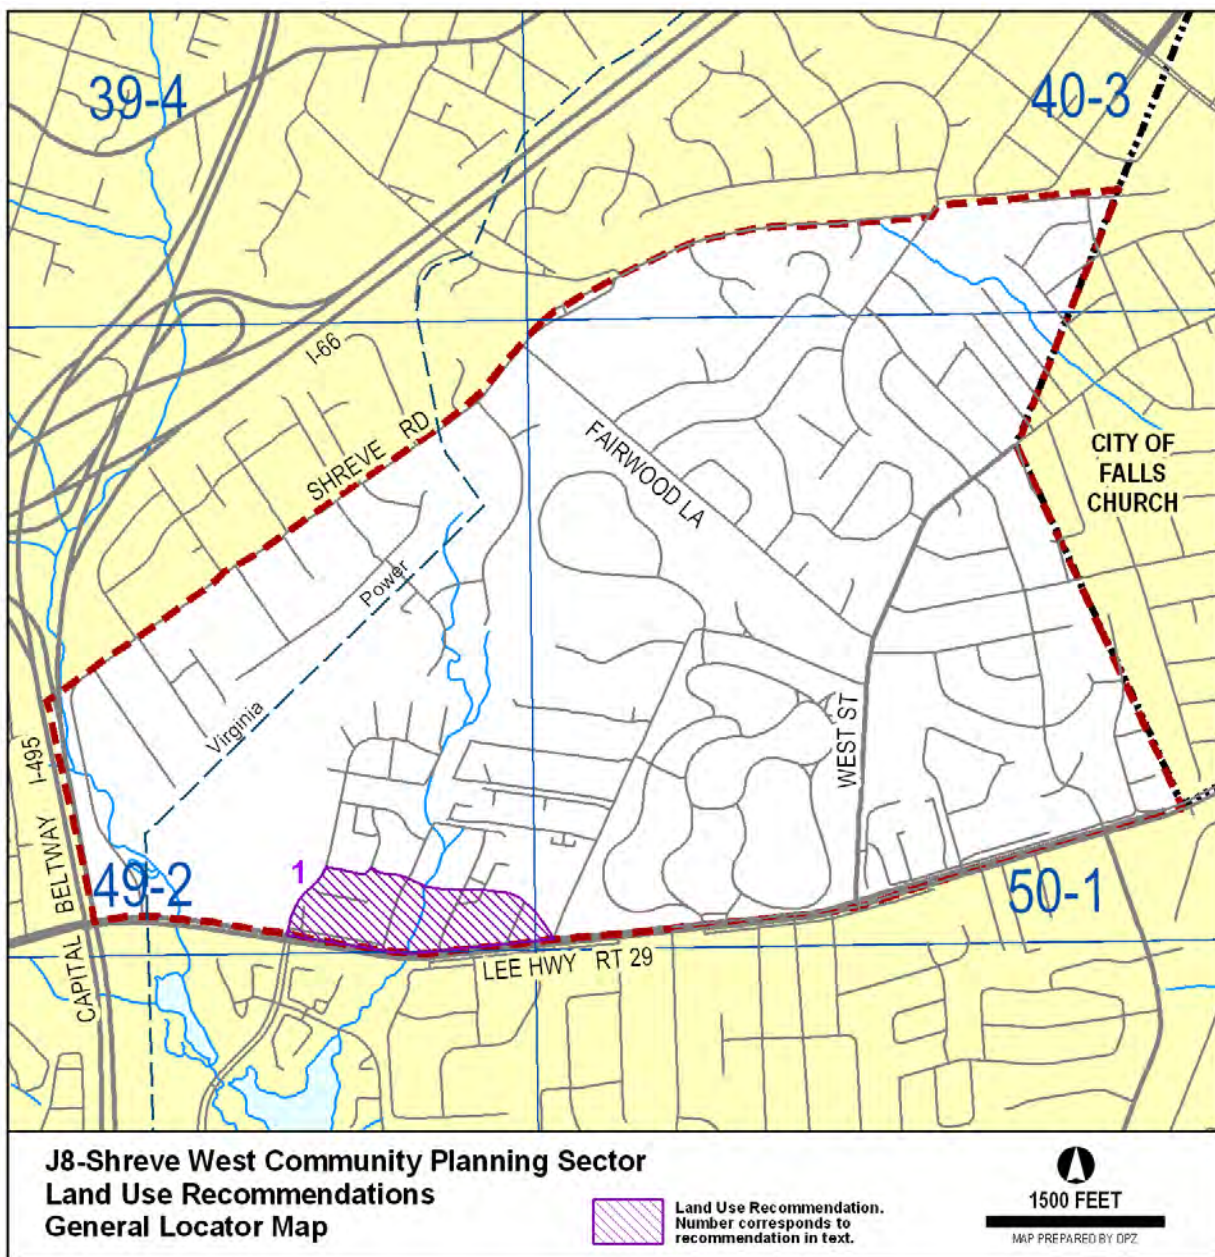 39-4
40-3
I-66
SHREVE RD
FAIRWOOD LA
CITY OF
FALLS
CHURCH
Virginia Power
WEST ST
CAPITAL BELTWAY I-495
1
49-2
50-1
LEE HWY RT 29
J8-Shreve West Community Planning Sector
Land Use Recommendations
General Locator Map
Land Use Recommendation.
Number corresponds to
recommendation in text.
1500 FEET
MAP PREPARED BY DPZ